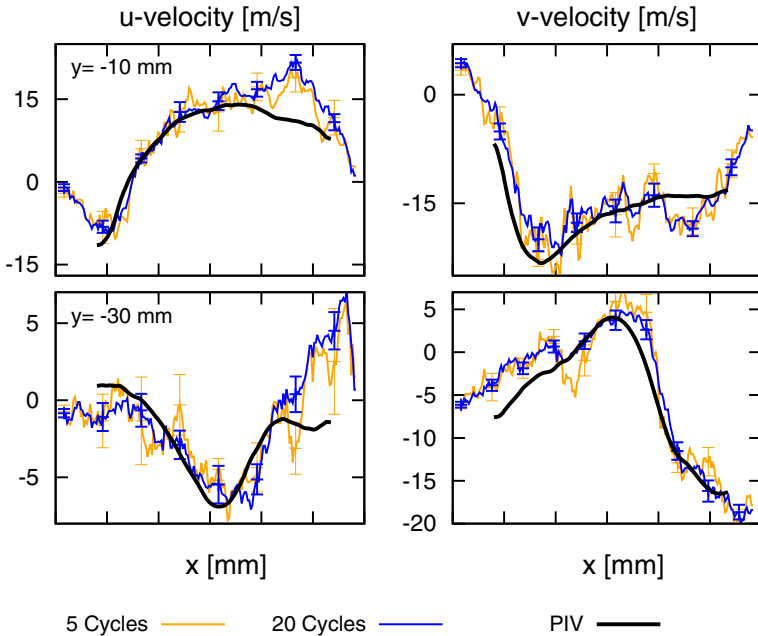 u-velocity [m/s]
v-velocity [m/s]
y= -10 mm
15
0
-15
0
-15
y= -30 mm
5
0
-5
5
0
-5
-10
-15
-20
x [mm]
x [mm]
5 Cycles
20 Cycles
PIV